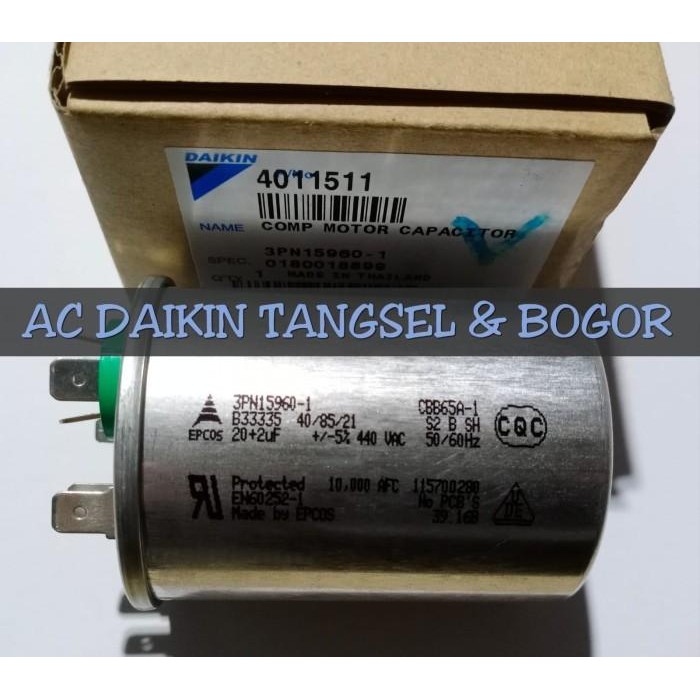 DAIKIN
4011511
NAME COMP MOTOR CAPACITOR
3PN15960-1
SPEC. 0180018899
Q'TY 1 MADE IN THAILAND
AC DAIKIN TANGSEL & BOGOR
3PN15960-1 CBB65A-1
B33335 40/85/21 S2 B SH
EPCOS 20+2uF +/-5% 440 VAC 50/60Hz
CQC
Protected 10,000 AFC 115700280
EN60252-1 No PCB'S
Made by EPCOS 39.16B